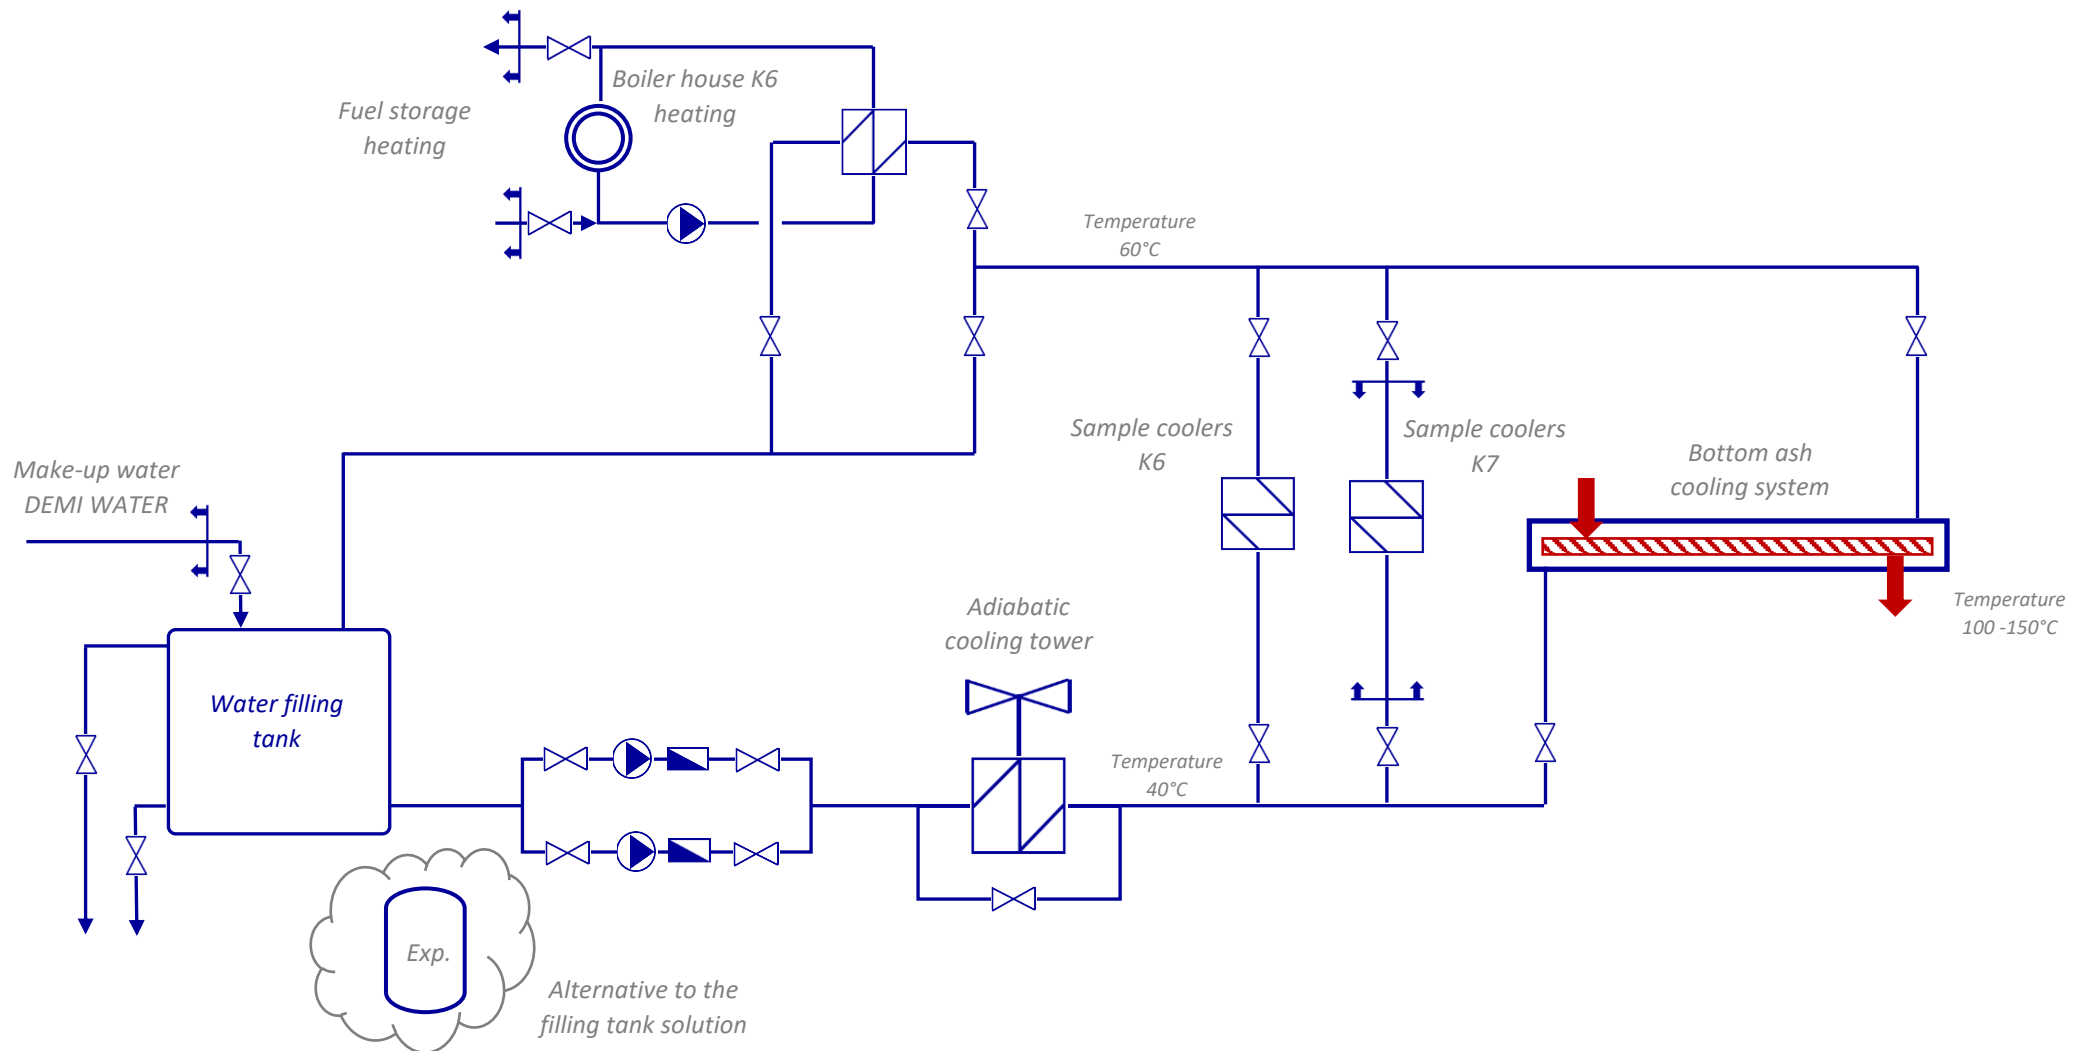 Boiler house K6
heating
Fuel storage
heating
Temperature
60°C
Sample coolers
K6
Sample coolers
K7
Bottom ash
cooling system
Make-up water
DEMI WATER
Temperature
100 -150°C
Adiabatic
cooling tower
Water filling
tank
Temperature
40°C
Exp.
Alternative to the
filling tank solution